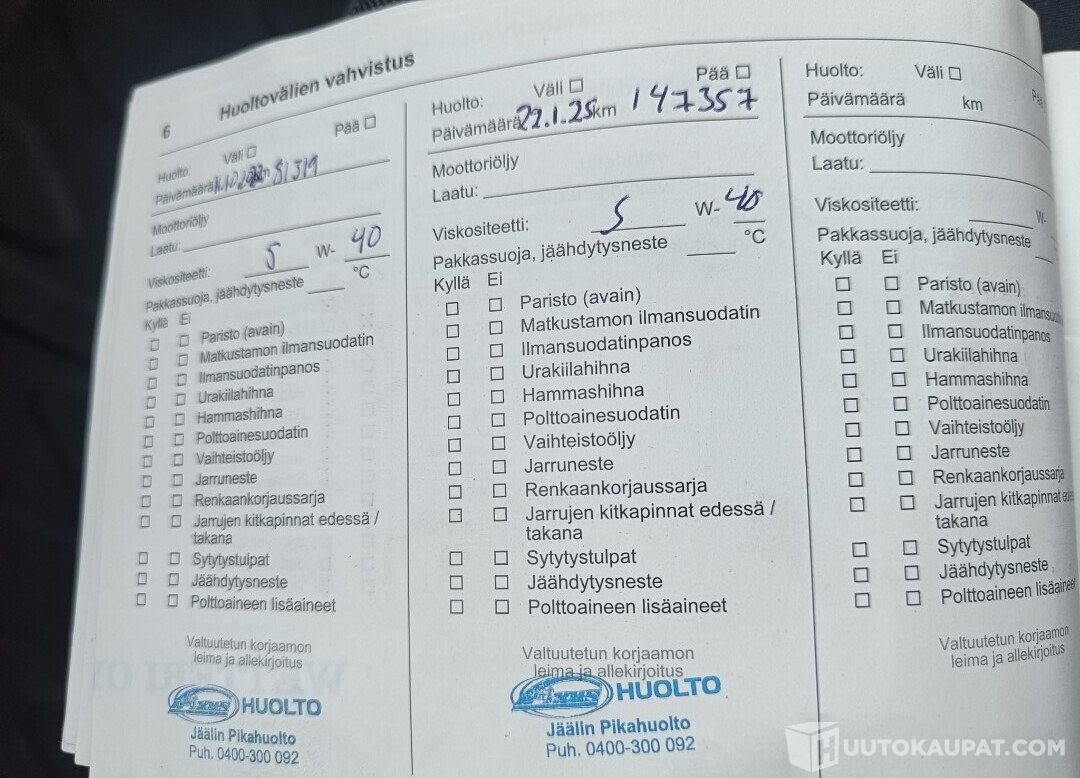 6 Huoltovälien vahvistus
Huolto: Väli Pää
Päivämäärä km 81319
Moottoriöljy
Laatu:
Viskositeetti: 5 W- 40
Pakkassuoja, jäähdytysneste °C
Kyllä Ei
Paristo (avain)
Matkustamon ilmansuodatin
Ilmansuodatinpanos
Urakiilahihna
Hammashihna
Polttoainesuodatin
Vaihteistoöljy
Jarruneste
Renkaankorjaussarja
Jarrujen kitkapinnat edessä /
takana
Sytytystulpat
Jäähdytysneste
Polttoaineen lisäaineet
Valtuutetun korjaamon
leima ja allekirjoitus
HUOLTO
Jäälin Pikahuolto
Puh. 0400-300 092
Huolto: Väli Pää
Päivämäärä 22.1.25 km 147357
Moottoriöljy
Laatu:
Viskositeetti: 5 W- 40
Pakkassuoja, jäähdytysneste °C
Kyllä Ei
Paristo (avain)
Matkustamon ilmansuodatin
Ilmansuodatinpanos
Urakiilahihna
Hammashihna
Polttoainesuodatin
Vaihteistoöljy
Jarruneste
Renkaankorjaussarja
Jarrujen kitkapinnat edessä /
takana
Sytytystulpat
Jäähdytysneste
Polttoaineen lisäaineet
Valtuutetun korjaamon
leima ja allekirjoitus
HUOLTO
Jäälin Pikahuolto
Puh. 0400-300 092
Huolto: Väli Pää
Päivämäärä km
Moottoriöljy
Laatu:
Viskositeetti: W-
Pakkassuoja, jäähdytysneste
Kyllä Ei
Paristo (avain)
Matkustamon ilmansuodatin
Ilmansuodatinpanos
Urakiilahihna
Hammashihna
Polttoainesuodatin
Vaihteistoöljy
Jarruneste
Renkaankorjaussarja
Jarrujen kitkapinnat
takana
Sytytystulpat
Jäähdytysneste
Polttoaineen lisäaineet
Valtuutetun korjaamon
leima ja allekirjoitus
HUUTOKAUPAT.COM